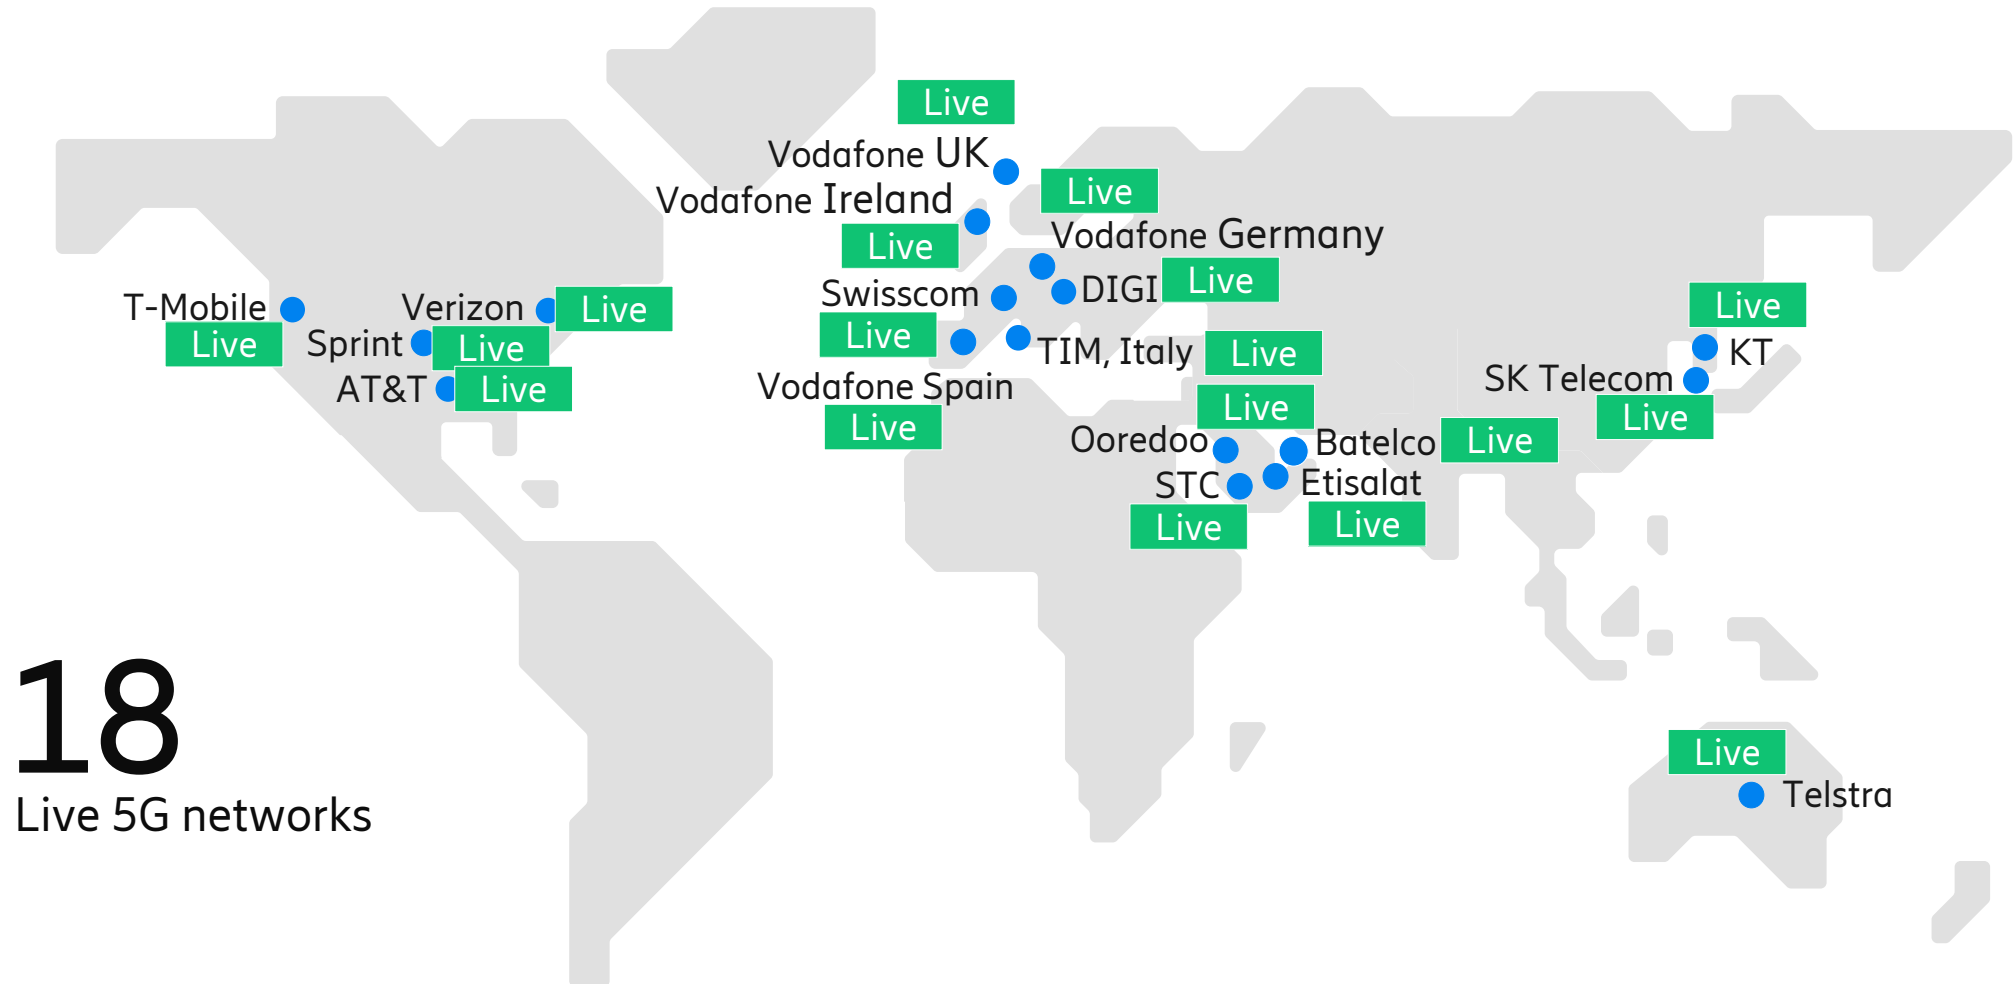 Live
Vodafone UK
Live
Vodafone Ireland
Live
Vodafone Germany
Live
DIGI
Swisscom
Live
T-Mobile
Live
Verizon
Live
Sprint
Live
AT&T
Live
TIM, Italy
Live
Vodafone Spain
Live
Live
Ooredoo
Batelco
Live
STC
Live
Etisalat
Live
Live
KT
SK Telecom
Live
18
Live 5G networks
Live
Telstra